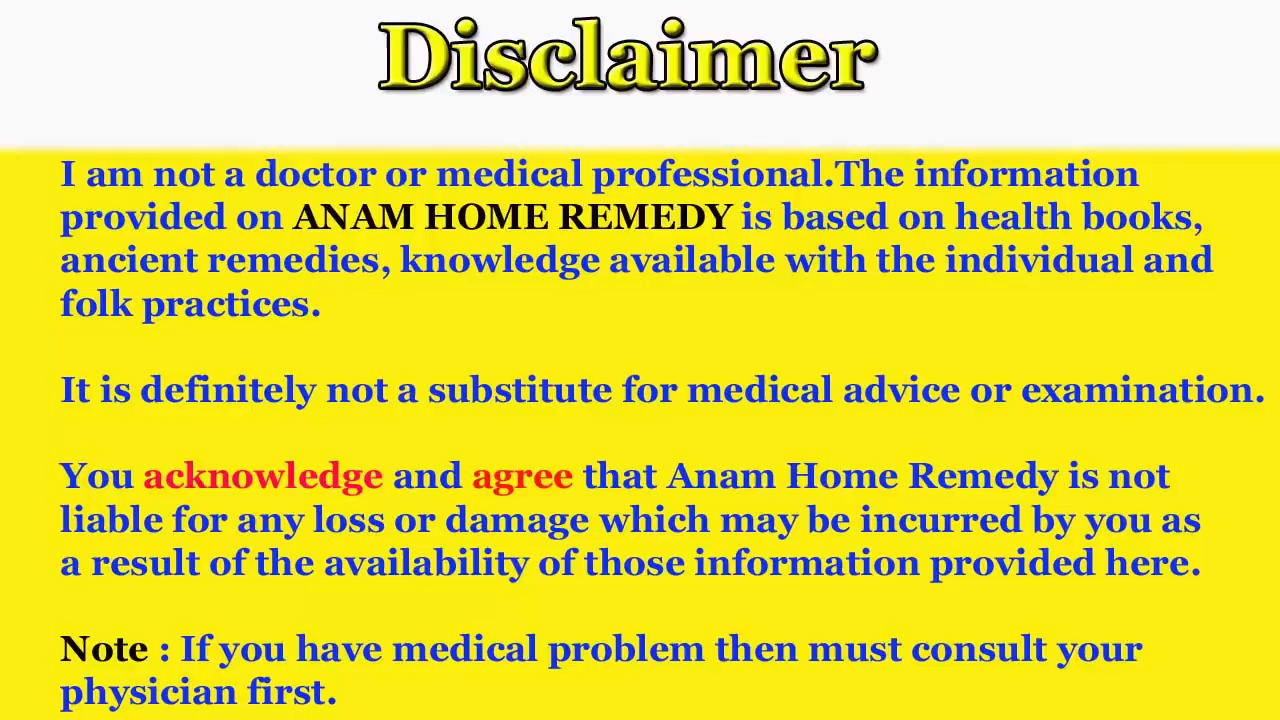 Disclaimer
I am not a doctor or medical professional.The information
provided on ANAM HOME REMEDY is based on health books,
ancient remedies, knowledge available with the individual and
folk practices.
It is definitely not a substitute for medical advice or examination.
You acknowledge and agree that Anam Home Remedy is not
liable for any loss or damage which may be incurred by you as
a result of the availability of those information provided here.
Note : If you have medical problem then must consult your
physician first.